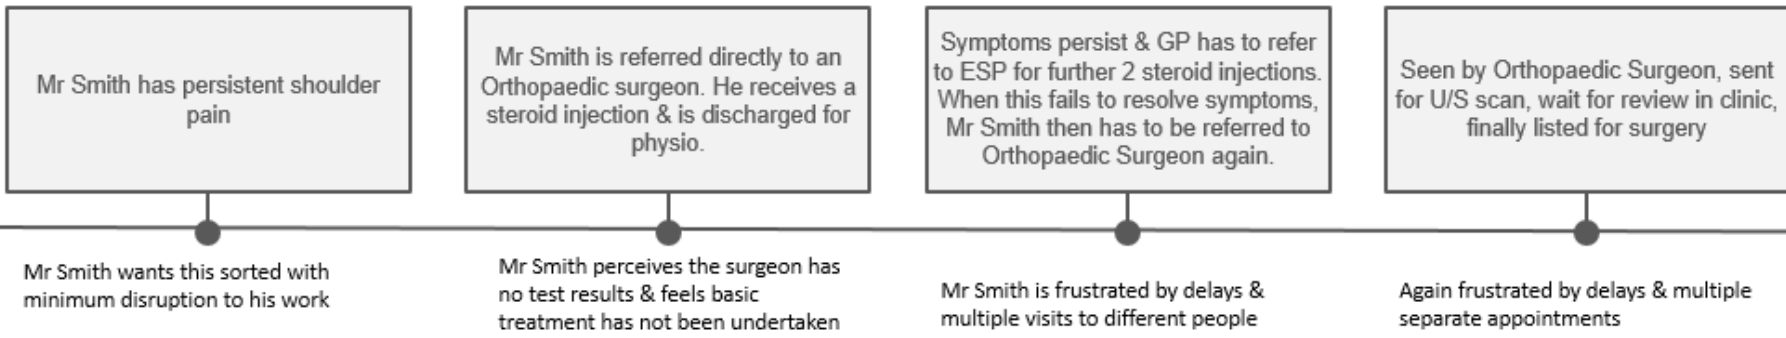 Mr Smith has persistent shoulder
pain
Mr Smith is referred directly to an
Orthopaedic surgeon. He receives a
steroid injection & is discharged for
physio.
Symptoms persist & GP has to refer
to ESP for further 2 steroid injections.
When this fails to resolve symptoms,
Mr Smith then has to be referred to
Orthopaedic Surgeon again.
Seen by Orthopaedic Surgeon, sent
for U/S scan, wait for review in clinic,
finally listed for surgery
Mr Smith wants this sorted with
minimum disruption to his work
Mr Smith perceives the surgeon has
no test results & feels basic
treatment has not been undertaken
Mr Smith is frustrated by delays &
multiple visits to different people
Again frustrated by delays & multiple
separate appointments